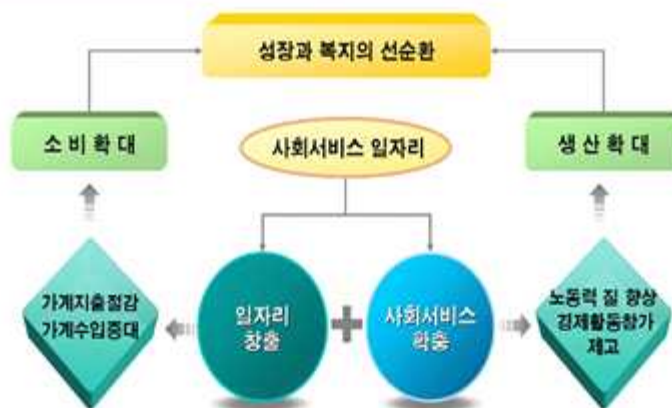 성장과 복지의 선순환
소 비 확 대
사회서비스 일자리
생 산 확 대
가계지출절감
가계수입증대
일자리
창출
사회서비스
확충
노동력 질 향상
경제활동참가
제고